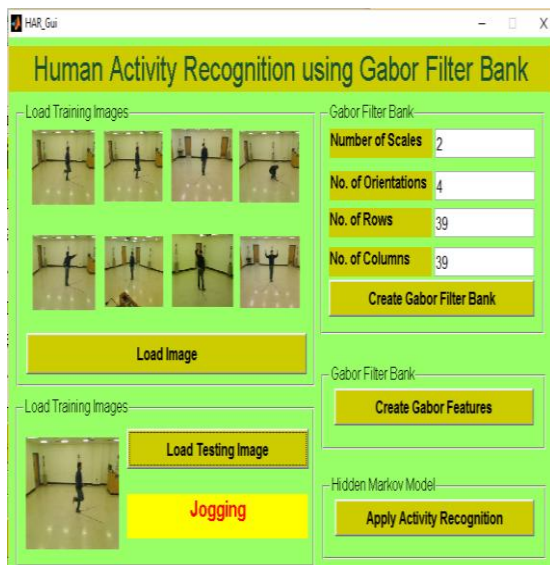 HAR_Gui
Human Activity Recognition using Gabor Filter Bank
Load Training Images
Load Image
Load Training Images
Load Testing Image
Jogging
Gabor Filter Bank
Number of Scales 2
No. of Orientations 4
No. of Rows 39
No. of Columns 39
Create Gabor Filter Bank
Gabor Filter Bank
Create Gabor Features
Hidden Markov Model
Apply Activity Recognition